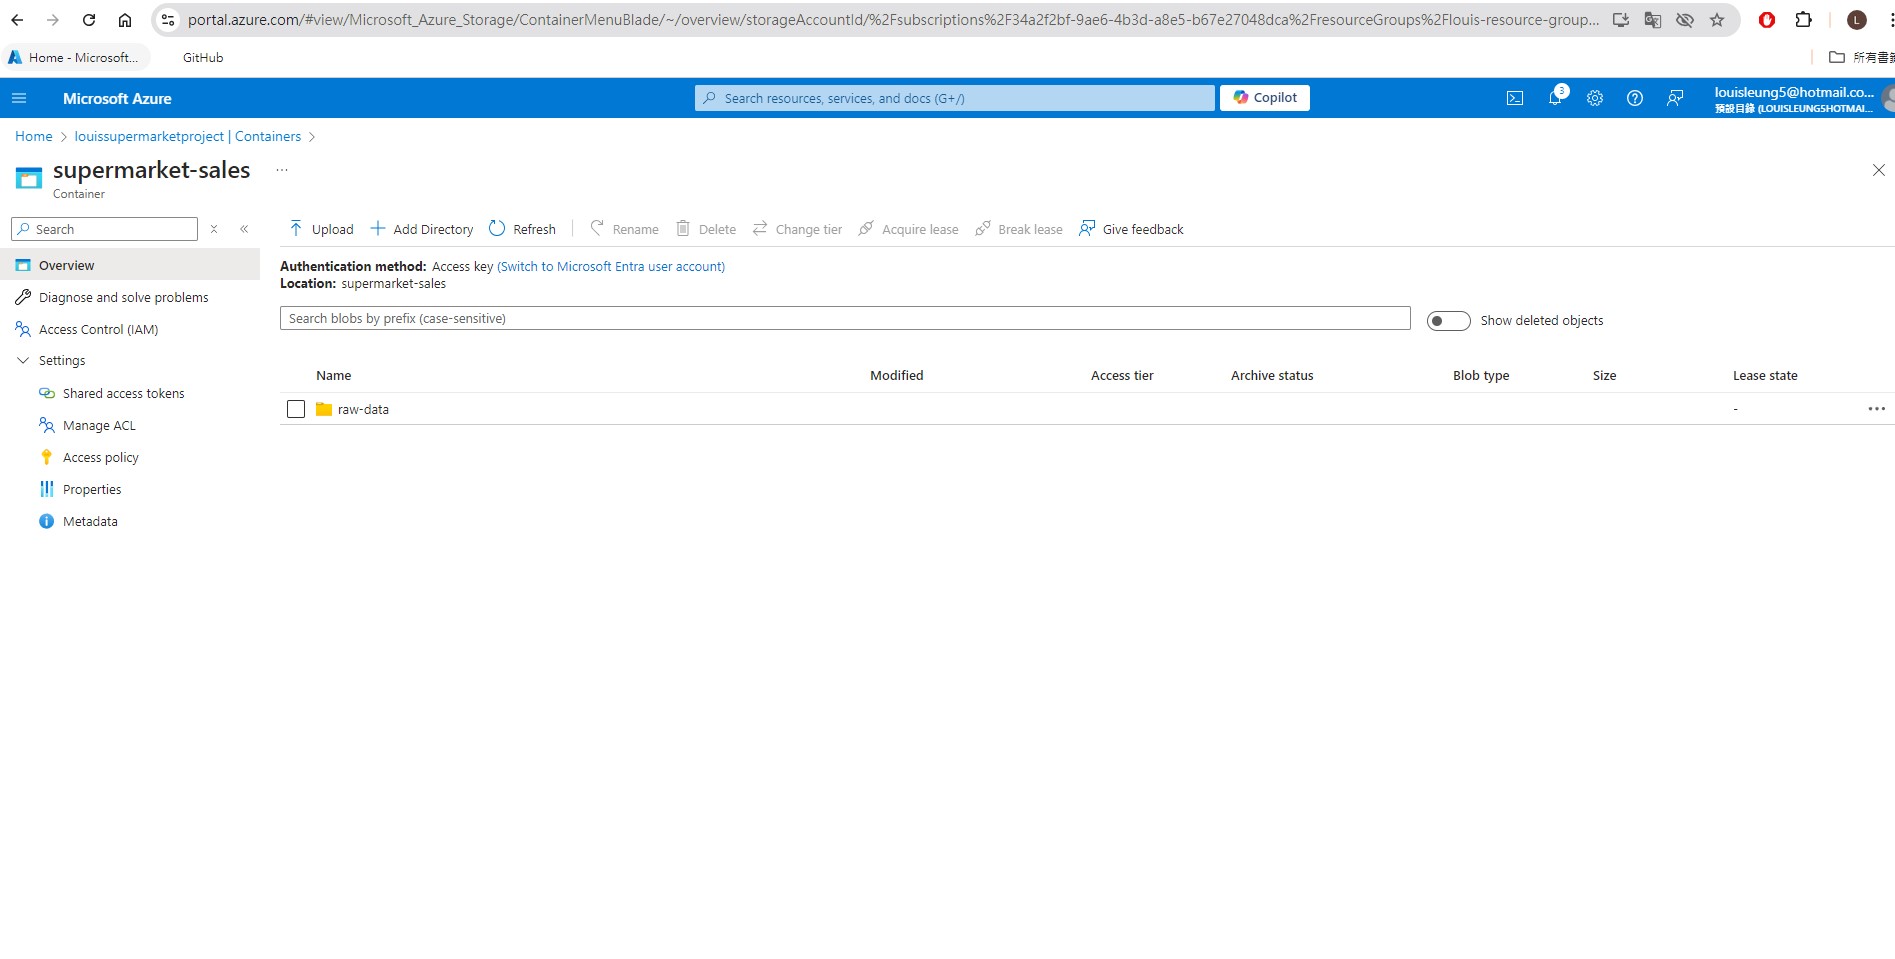 portal.azure.com/#view/Microsoft_Azure_Storage/ContainerMenuBlade/~/overview/storageAccountId/%2Fsubscriptions%2F34a2f2bf-9ae6-4b3d-a8e5-b67e27048dca%2FresourceGroups%2Flouis-resource-group...
L
Home - Microsoft...
GitHub
所有書籤
Microsoft Azure
Search resources, services, and docs (G+/)
Copilot
3
louisleung5@hotmail.co...
預設目錄 (LOUISLEUNG5HOTMAI...
Home > louissupermarketproject | Containers >
supermarket-sales ...
Container
Search
Upload
Add Directory
Refresh
Rename
Delete
Change tier
Acquire lease
Break lease
Give feedback
Overview
Diagnose and solve problems
Access Control (IAM)
Settings
Shared access tokens
Manage ACL
Access policy
Properties
Metadata
Authentication method: Access key (Switch to Microsoft Entra user account)
Location: supermarket-sales
Search blobs by prefix (case-sensitive)
Show deleted objects
Name Modified Access tier Archive status Blob type Size Lease state
raw-data - ...